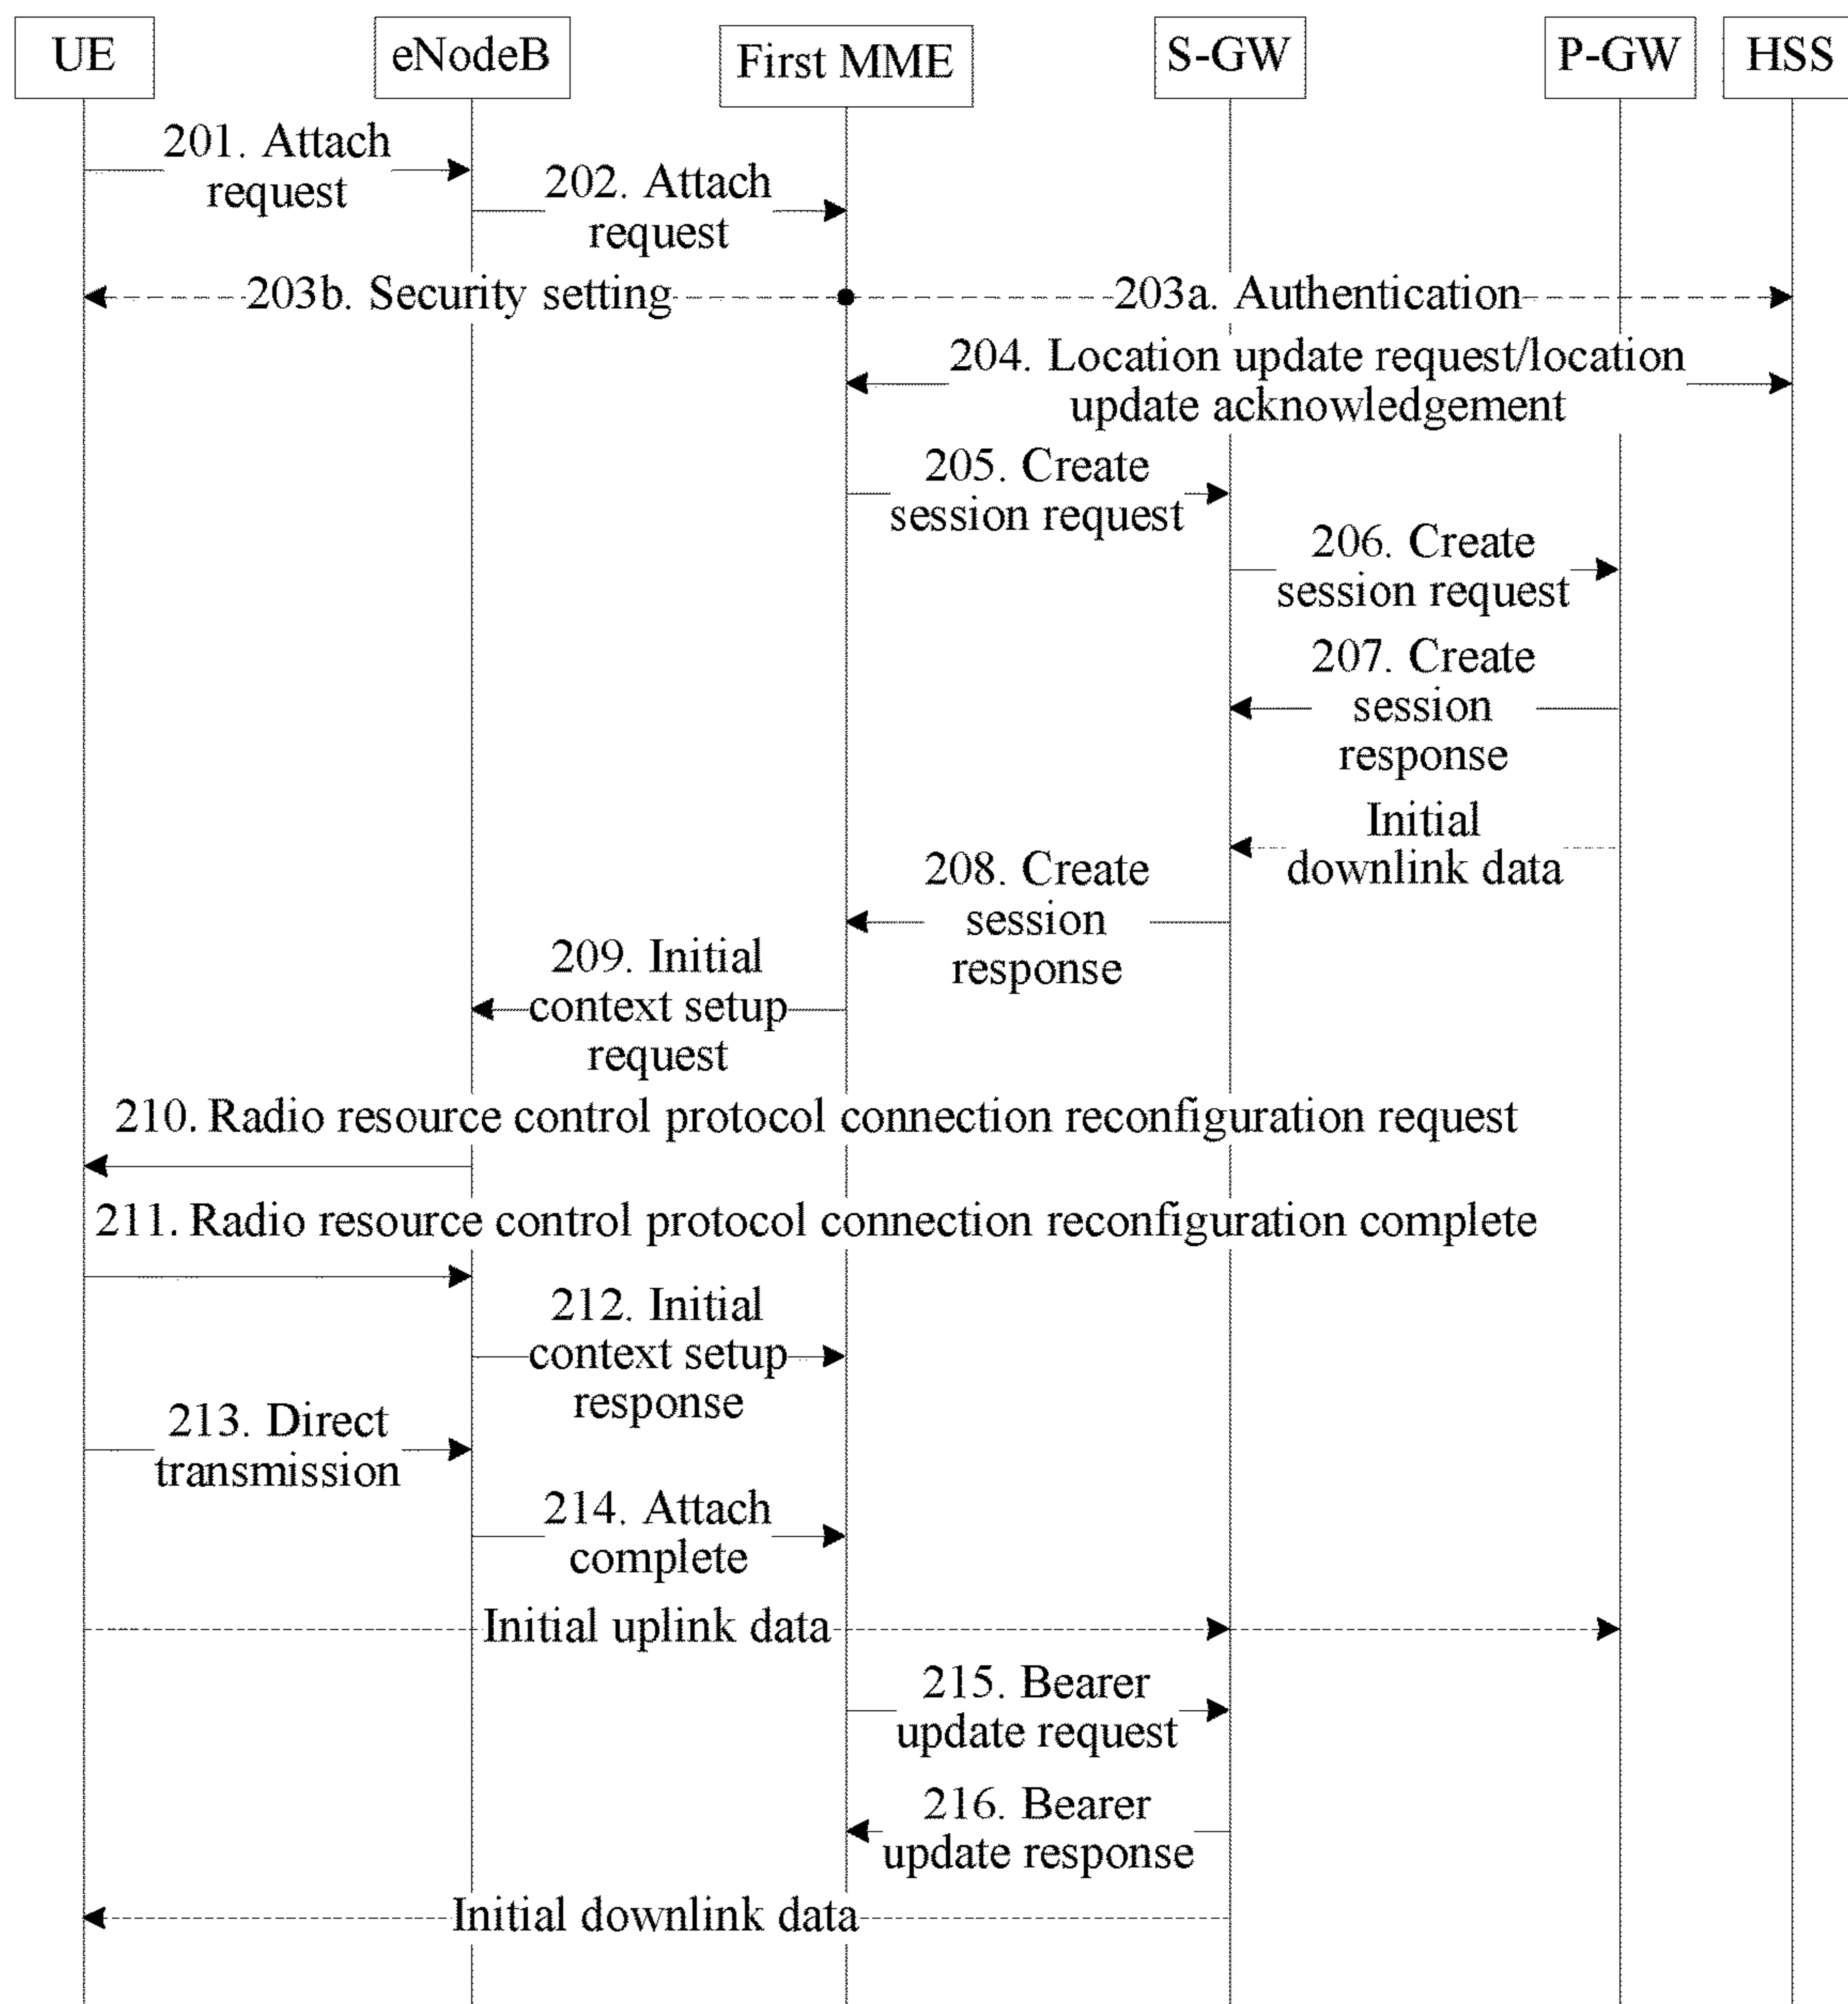 UE
eNodeB
First MME
S-GW
P-GW
HSS
201. Attach
request
202. Attach
request
203b. Security setting
203a. Authentication
204. Location update request/location
update acknowledgement
205. Create
session request
206. Create
session request
207. Create
session
response
Initial
downlink data
208. Create
session
response
209. Initial
context setup
request
210. Radio resource control protocol connection reconfiguration request
211. Radio resource control protocol connection reconfiguration complete
212. Initial
context setup
response
213. Direct
transmission
214. Attach
complete
Initial uplink data
215. Bearer
update request
216. Bearer
update response
Initial downlink data